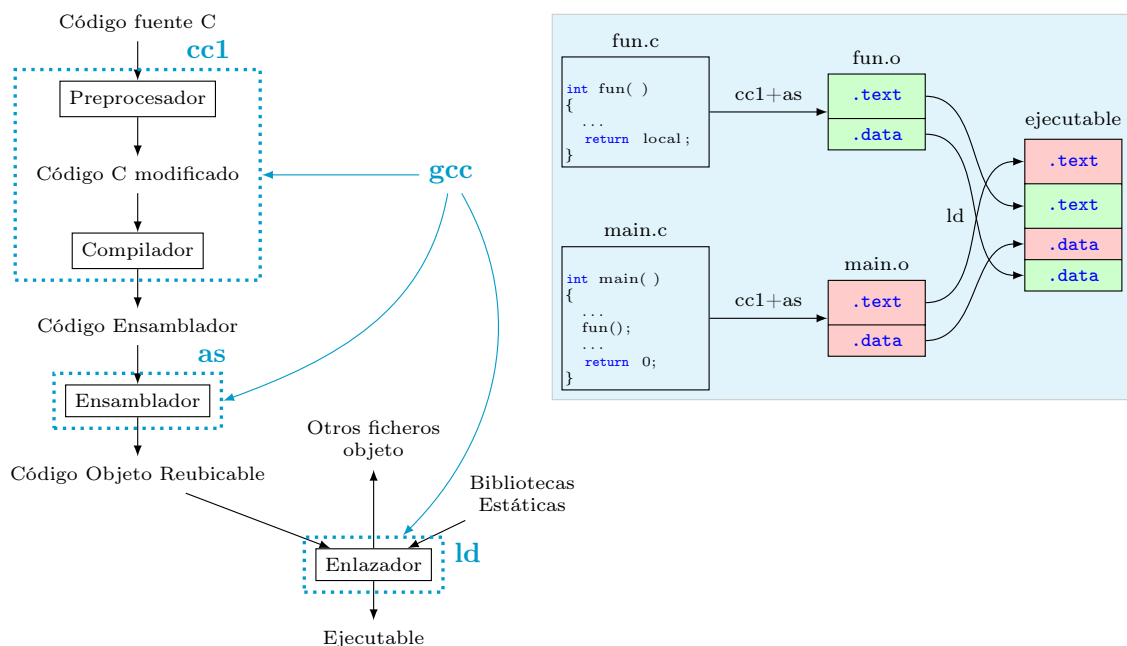 Código fuente C
cc1
Preprocesador
Código C modificado
gcc
Compilador
Código Ensamblador
as
Ensamblador
Código Objeto Reubicable
Otros ficheros
objeto
Bibliotecas
Estáticas
Enlazador
ld
Ejecutable
fun.c
int fun( )
{
...
return local;
}
cc1+as
fun.o
.text
.data
main.c
int main( )
{
...
fun();
...
return 0;
}
cc1+as
main.o
.text
.data
ld
ejecutable
.text
.text
.data
.data